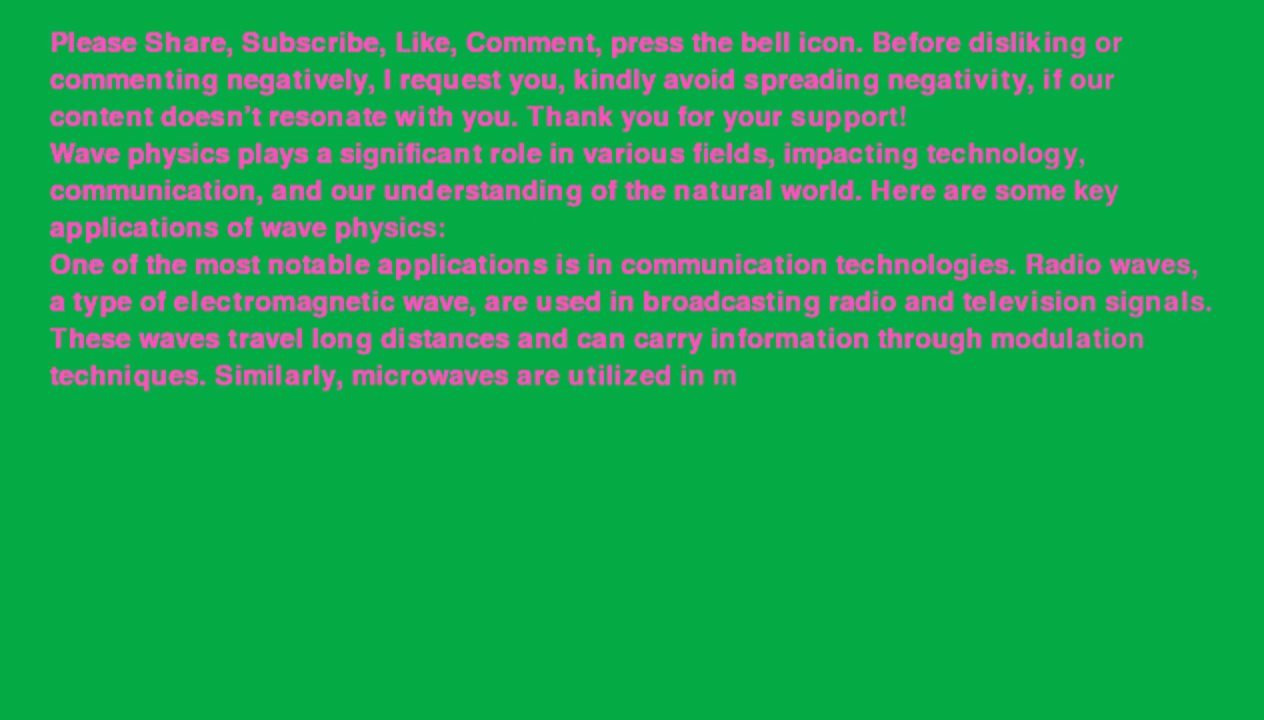 Please Share, Subscribe, Like, Comment, press the bell icon. Before disliking or
commenting negatively, I request you, kindly avoid spreading negativity, if our
content doesn’t resonate with you. Thank you for your support!
Wave physics plays a significant role in various fields, impacting technology,
communication, and our understanding of the natural world. Here are some key
applications of wave physics:
One of the most notable applications is in communication technologies. Radio waves,
a type of electromagnetic wave, are used in broadcasting radio and television signals.
These waves travel long distances and can carry information through modulation
techniques. Similarly, microwaves are utilized in m